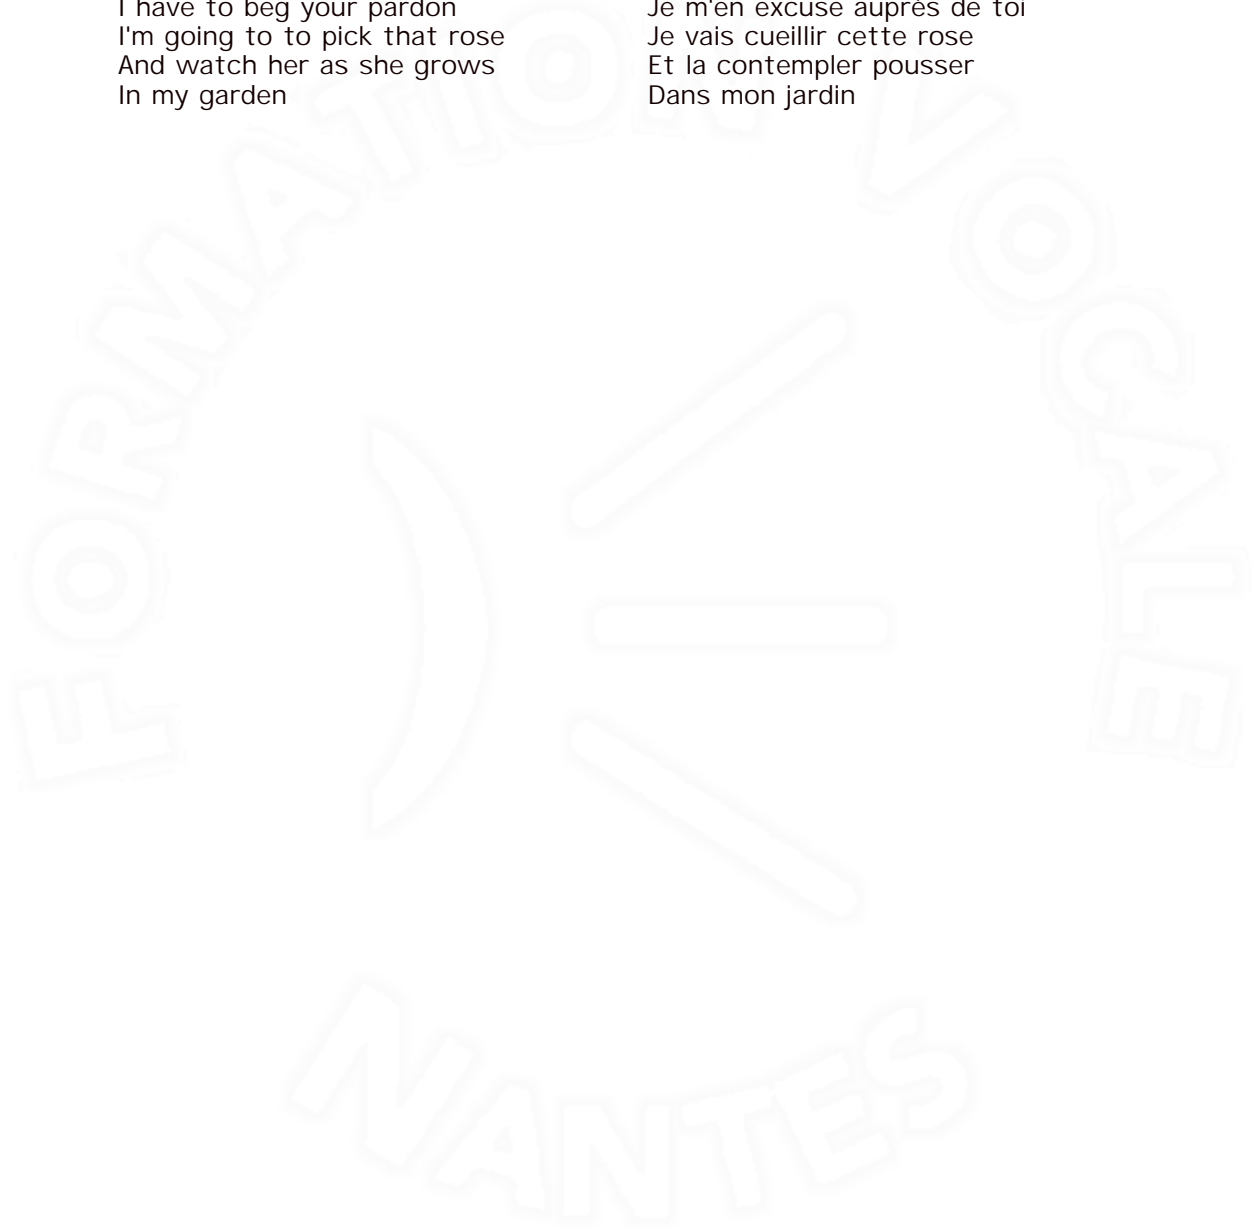 I have to beg your pardon
I'm going to to pick that rose
And watch her as she grows
In my garden
Je m'en excuse auprès de toi
Je vais cueillir cette rose
Et la contempler pousser
Dans mon jardin
FORMATION VOCALE
NANTES